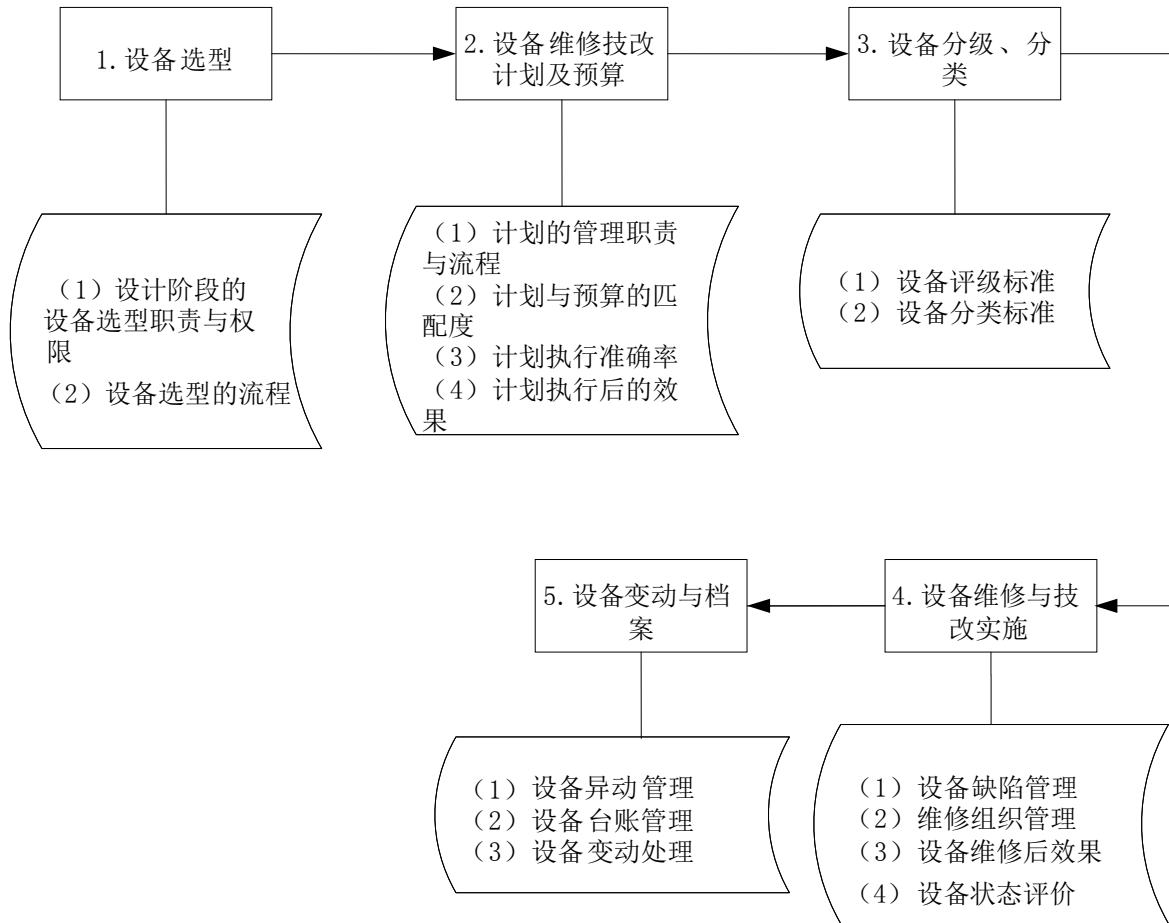 1.设备选型
2.设备维修技改
计划及预算
3.设备分级、分
类
（1）设计阶段的
设备选型职责与权
限
（2）设备选型的流程
（1）计划的管理职责
与流程
（2）计划与预算的匹
配度
（3）计划执行准确率
（4）计划执行后的效
果
（1）设备评级标准
（2）设备分类标准
5.设备变动与档
案
4.设备维修与技
改实施
（1）设备异动管理
（2）设备台账管理
（3）设备变动处理
（1）设备缺陷管理
（2）维修组织管理
（3）设备维修后效果
（4）设备状态评价